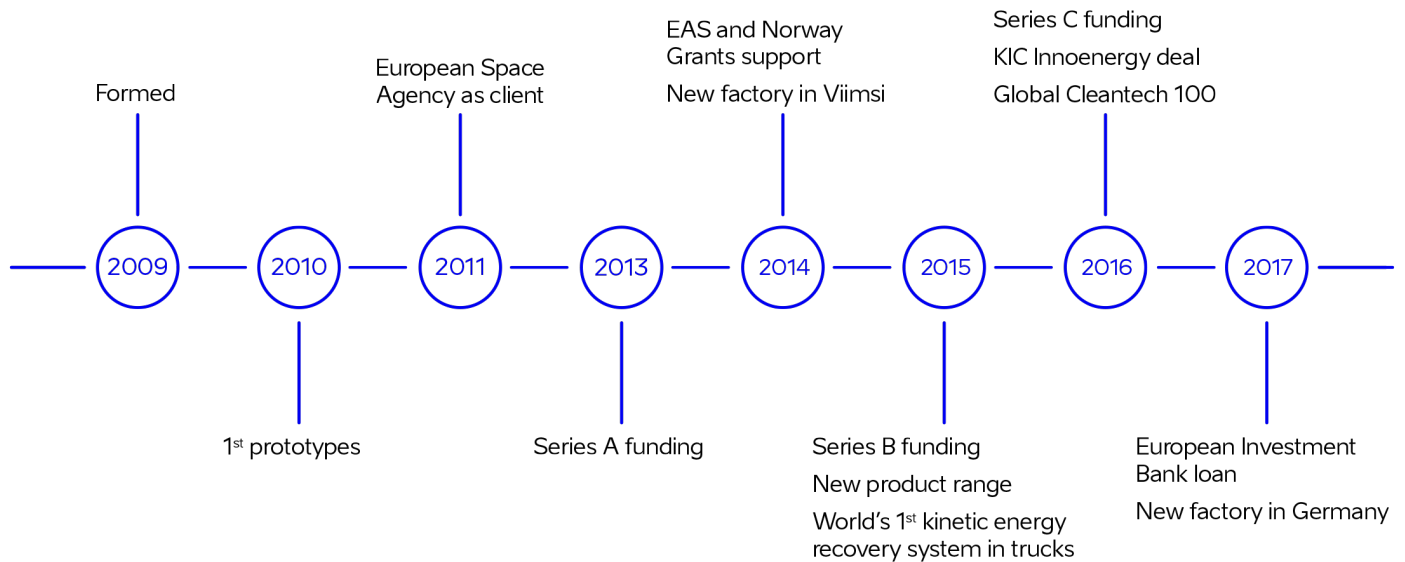 Formed
European Space
Agency as client
EAS and Norway
Grants support
New factory in Viimsi
Series C funding
KIC Innoenergy deal
Global Cleantech 100
2009
2010
2011
2013
2014
2015
2016
2017
1st prototypes
Series A funding
Series B funding
New product range
World's 1st kinetic energy
recovery system in trucks
European Investment
Bank loan
New factory in Germany